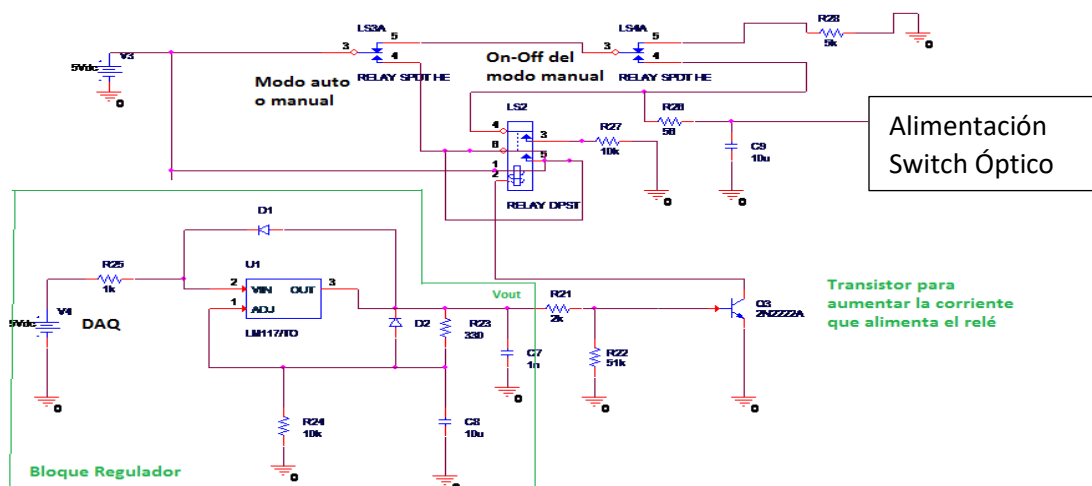 LS3A
LS4A
R28
5k
0
V3
5Vdc
0
3
5
4
RELAY SPDT HE
Modo auto
o manual
On-Off del
modo manual
3
5
4
RELAY SPDT HE
LS2
4
6
1
2
3
5
RELAY DPST
R27
10k
0
R26
50
C9
10u
0
Alimentación
Switch Óptico
D1
R25
1k
V4
5Vdc
DAQ
0
U1
2
VIN
OUT
3
1
ADJ
LM117/TO
D2
R23
330
Vout
C7
1n
0
R21
2k
R22
51k
0
Q3
2N2222A
0
Transistor para
aumentar la corriente
que alimenta el relé
R24
10k
0
C8
10u
0
Bloque Regulador